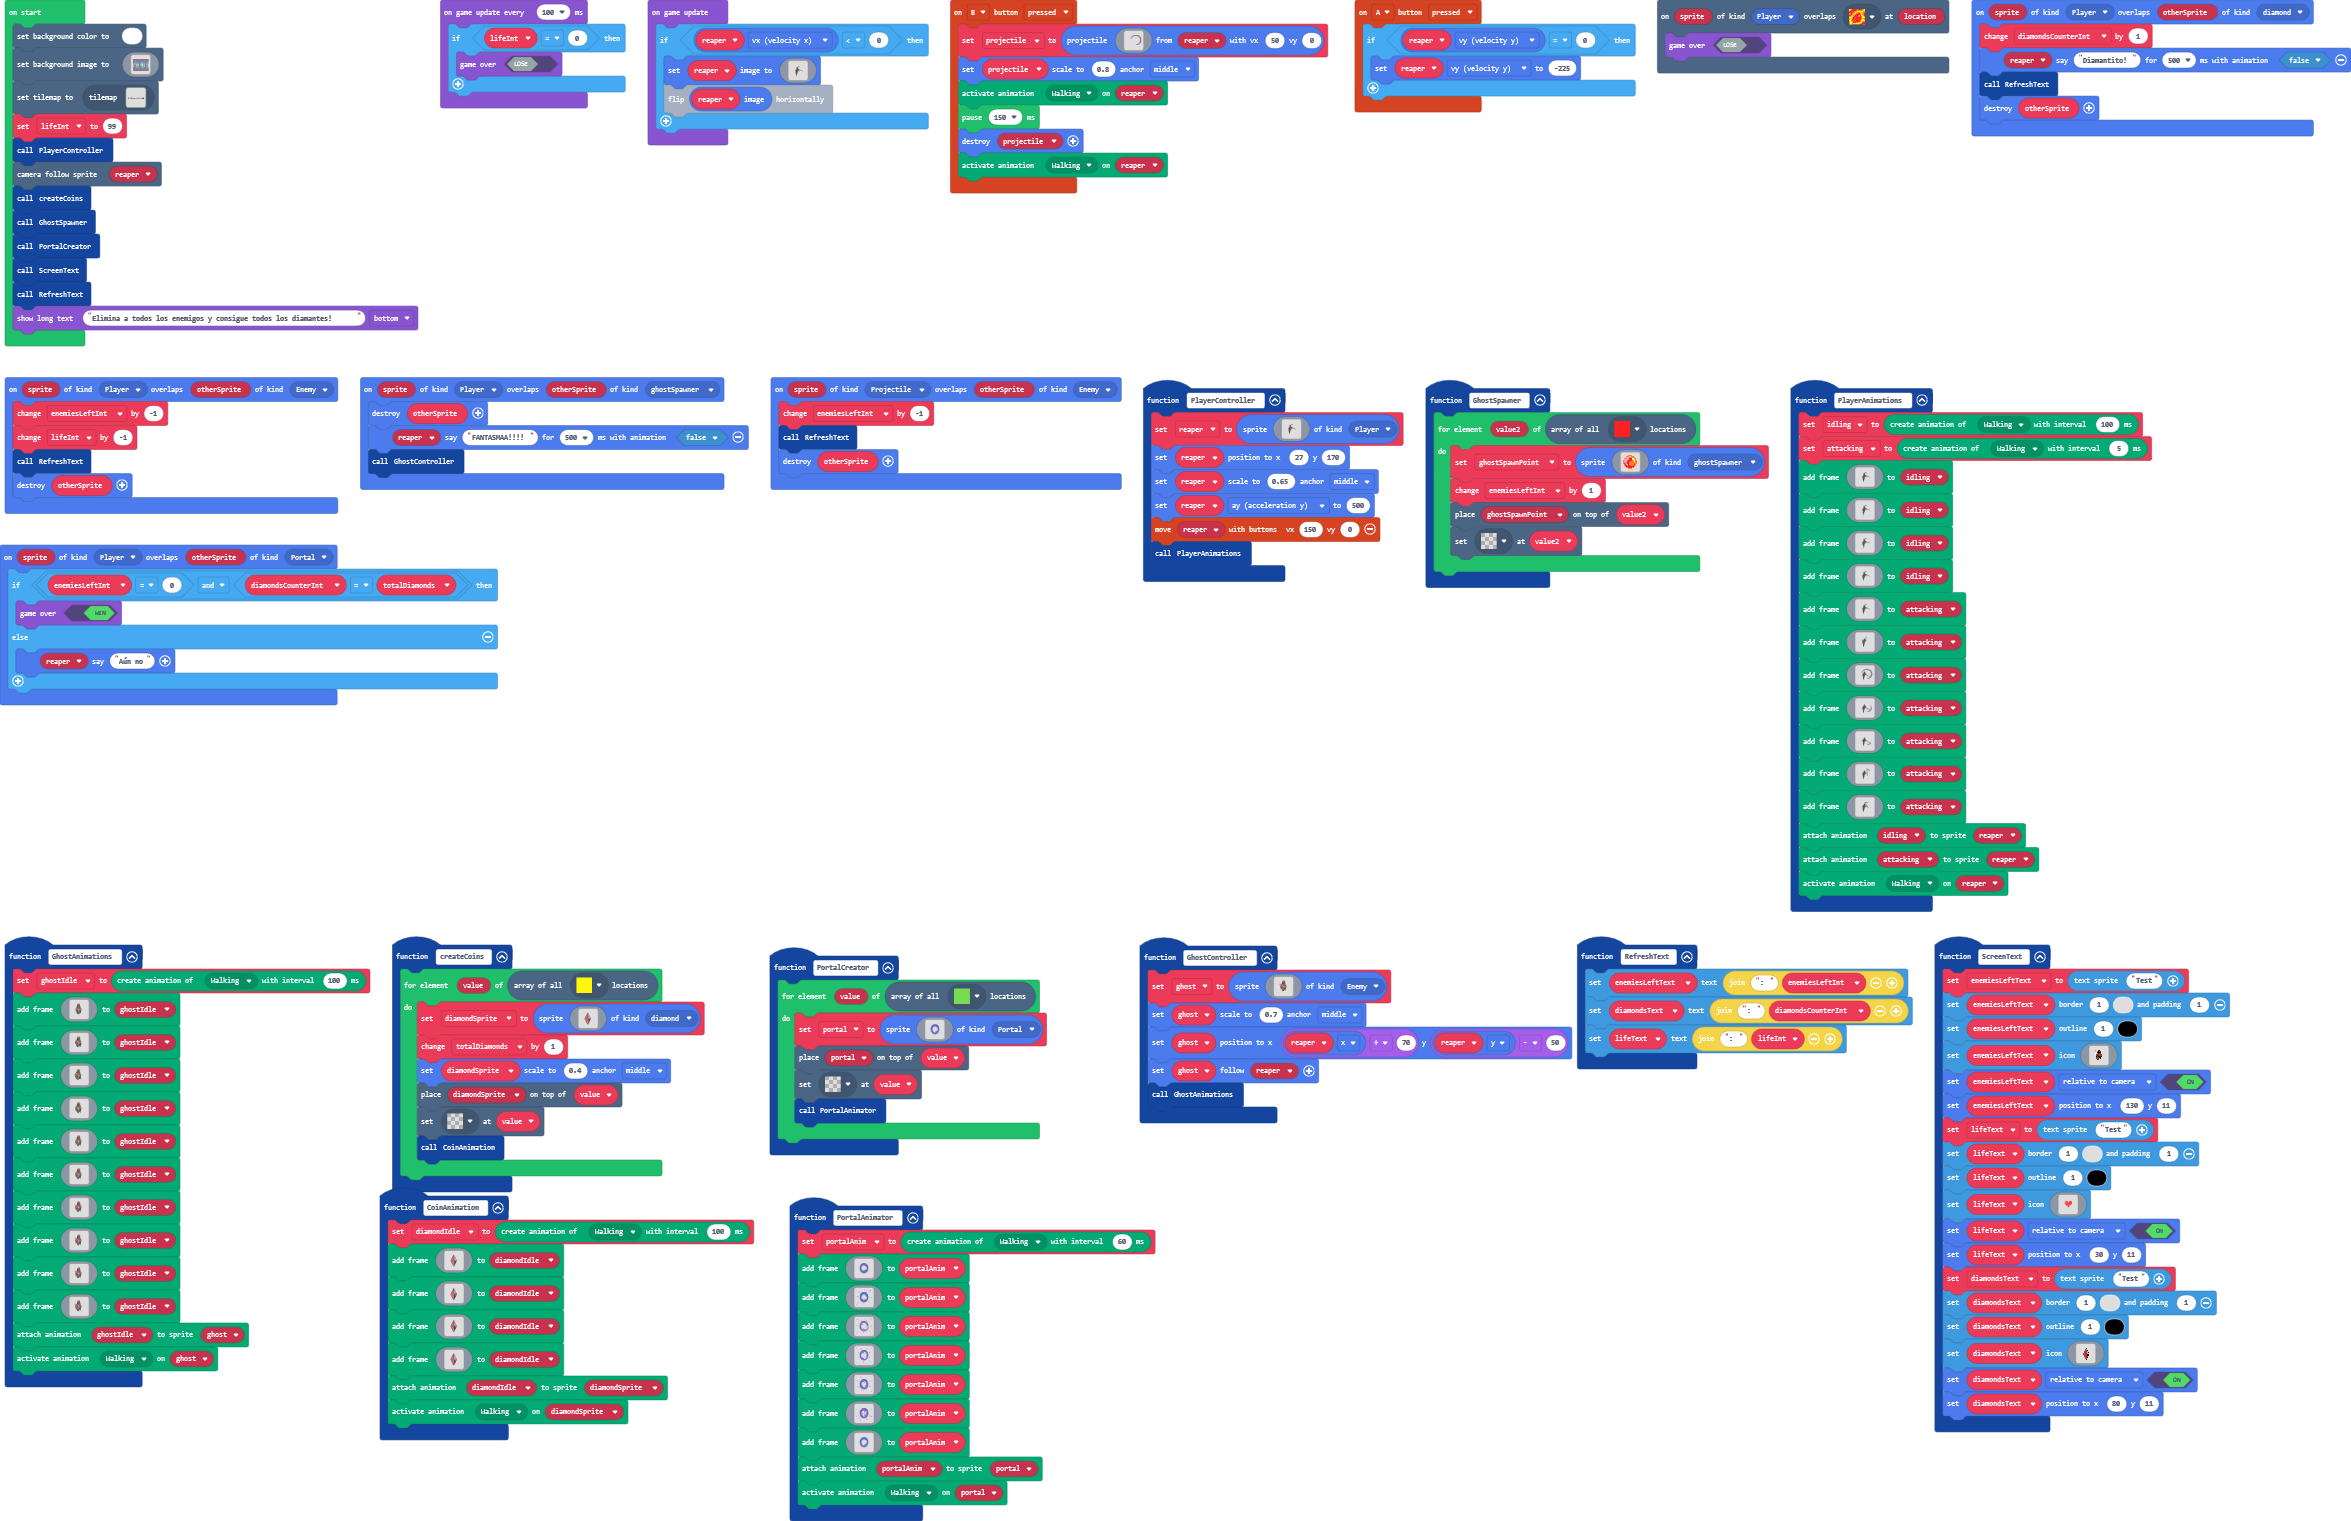 on start
set background color to
set background image to
set tilemap to tilemap
set lifeInt to 99
call PlayerController
camera follow sprite reaper
call createCoins
call GhostSpawner
call PortalCreator
call ScreenText
call RefreshText
show long text "Elimina a todos los enemigos y consigue todos los diamantes!" bottom
on game update every 100 ms
if lifeInt = 0 then
game over LOSE
on game update
if reaper vx (velocity x) < 0 then
set reaper image to
flip reaper image horizontally
on B button pressed
set projectile to projectile from reaper with vx 50 vy 0
set projectile scale to 0.8 anchor middle
activate animation Walking on reaper
pause 150 ms
destroy projectile
activate animation Walking on reaper
on A button pressed
if reaper vy (velocity y) = 0 then
set reaper vy (velocity y) to -225
on sprite of kind Player overlaps at location
game over LOSE
on sprite of kind Player overlaps otherSprite of kind diamond
change diamondsCounterInt by 1
reaper say "Diamantito!" for 500 ms with animation false
call RefreshText
destroy otherSprite
on sprite of kind Player overlaps otherSprite of kind Enemy
change enemiesLeftInt by -1
change lifeInt by -1
call RefreshText
destroy otherSprite
on sprite of kind Player overlaps otherSprite of kind ghostSpawner
destroy otherSprite
reaper say "FANTASMAA!!!!" for 500 ms with animation false
call GhostController
on sprite of kind Projectile overlaps otherSprite of kind Enemy
change enemiesLeftInt by -1
call RefreshText
destroy otherSprite
function PlayerController
set reaper to sprite of kind Player
set reaper position to x 27 y 170
set reaper scale to 0.65 anchor middle
set reaper ay (acceleration y) to 500
move reaper with buttons vx 150 vy 0
call PlayerAnimations
function GhostSpawner
for element value2 of array of all locations
do
set ghostSpawnPoint to sprite of kind ghostSpawner
change enemiesLeftInt by 1
place ghostSpawnPoint on top of value2
set at value2
function PlayerAnimations
set idling to create animation of Walking with interval 100 ms
set attacking to create animation of Walking with interval 5 ms
add frame to idling
add frame to idling
add frame to idling
add frame to idling
add frame to attacking
add frame to attacking
add frame to attacking
add frame to attacking
add frame to attacking
add frame to attacking
add frame to attacking
attach animation idling to sprite reaper
attach animation attacking to sprite reaper
activate animation Walking on reaper
on sprite of kind Player overlaps otherSprite of kind Portal
if enemiesLeftInt = 0 and diamondsCounterInt = totalDiamonds then
game over WIN
else
reaper say "Aún no"
function GhostAnimations
set ghostIdle to create animation of Walking with interval 100 ms
add frame to ghostIdle
add frame to ghostIdle
add frame to ghostIdle
add frame to ghostIdle
add frame to ghostIdle
add frame to ghostIdle
add frame to ghostIdle
add frame to ghostIdle
add frame to ghostIdle
add frame to ghostIdle
attach animation ghostIdle to sprite ghost
activate animation Walking on ghost
function createCoins
for element value of array of all locations
do
set diamondSprite to sprite of kind diamond
change totalDiamonds by 1
set diamondSprite scale to 0.4 anchor middle
place diamondSprite on top of value
set at value
call CoinAnimation
function CoinAnimation
set diamondIdle to create animation of Walking with interval 100 ms
add frame to diamondIdle
add frame to diamondIdle
add frame to diamondIdle
add frame to diamondIdle
attach animation diamondIdle to sprite diamondSprite
activate animation Walking on diamondSprite
function PortalCreator
for element value of array of all locations
do
set portal to sprite of kind Portal
place portal on top of value
set at value
call PortalAnimator
function PortalAnimator
set portalAnim to create animation of Walking with interval 60 ms
add frame to portalAnim
add frame to portalAnim
add frame to portalAnim
add frame to portalAnim
add frame to portalAnim
add frame to portalAnim
add frame to portalAnim
attach animation portalAnim to sprite portal
activate animation Walking on portal
function GhostController
set ghost to sprite of kind Enemy
set ghost scale to 0.7 anchor middle
set ghost position to x reaper x + 70 y reaper y - 50
set ghost follow reaper
call GhostAnimations
function RefreshText
set enemiesLeftText text join ": " enemiesLeftInt
set diamondsText text join ": " diamondsCounterInt
set lifeText text join ": " lifeInt
function ScreenText
set enemiesLeftText to text sprite "Test"
set enemiesLeftText border 1 and padding 1
set enemiesLeftText outline 1
set enemiesLeftText icon
set enemiesLeftText relative to camera ON
set enemiesLeftText position to x 130 y 11
set lifeText to text sprite "Test"
set lifeText border 1 and padding 1
set lifeText outline 1
set lifeText icon
set lifeText relative to camera ON
set lifeText position to x 30 y 11
set diamondsText to text sprite "Test"
set diamondsText border 1 and padding 1
set diamondsText outline 1
set diamondsText icon
set diamondsText relative to camera ON
set diamondsText position to x 80 y 11